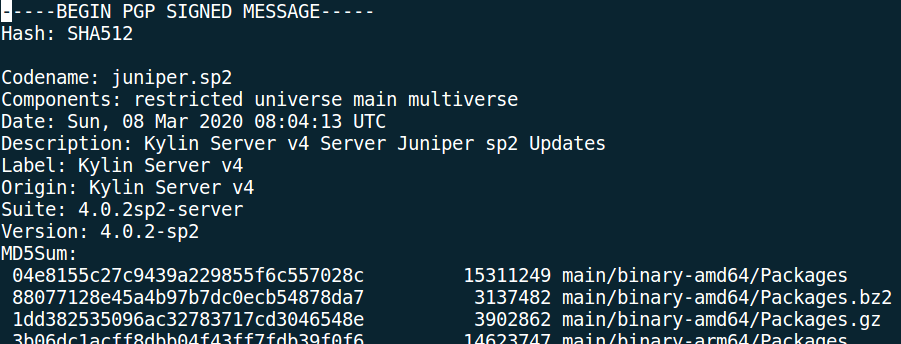 -----BEGIN PGP SIGNED MESSAGE-----
Hash: SHA512
Codename: juniper.sp2
Components: restricted universe main multiverse
Date: Sun, 08 Mar 2020 08:04:13 UTC
Description: Kylin Server v4 Server Juniper sp2 Updates
Label: Kylin Server v4
Origin: Kylin Server v4
Suite: 4.0.2sp2-server
Version: 4.0.2-sp2
MD5Sum:
04e8155c27c9439a229855f6c557028c 15311249 main/binary-amd64/Packages
88077128e45a4b97b7dc0ecb54878da7 3137482 main/binary-amd64/Packages.bz2
1dd382535096ac32783717cd3046548e 3902862 main/binary-amd64/Packages.gz
3b06dc1acff8dbb04f43ff7fdb39f0f6 14623747 main/binary-arm64/Packages